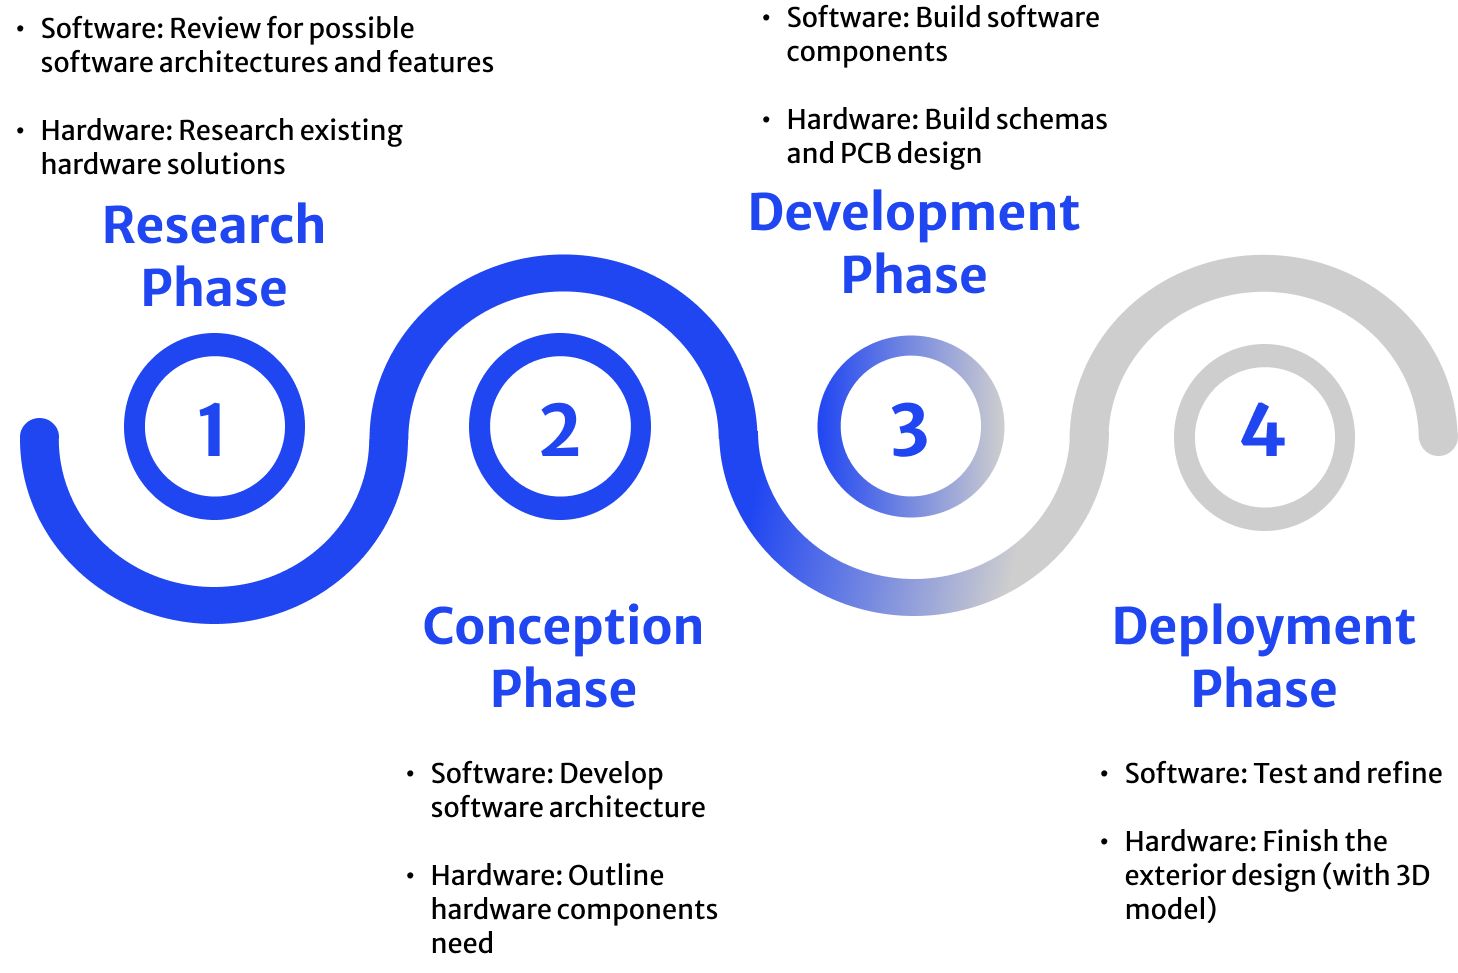 • Software: Review for possible
software architectures and features
• Hardware: Research existing
hardware solutions
Research
Phase
1
Conception
Phase
2
• Software: Develop
software architecture
• Hardware: Outline
hardware components
need
• Software: Build software
components
• Hardware: Build schemas
and PCB design
Development
Phase
3
4
Deployment
Phase
• Software: Test and refine
• Hardware: Finish the
exterior design (with 3D
model)